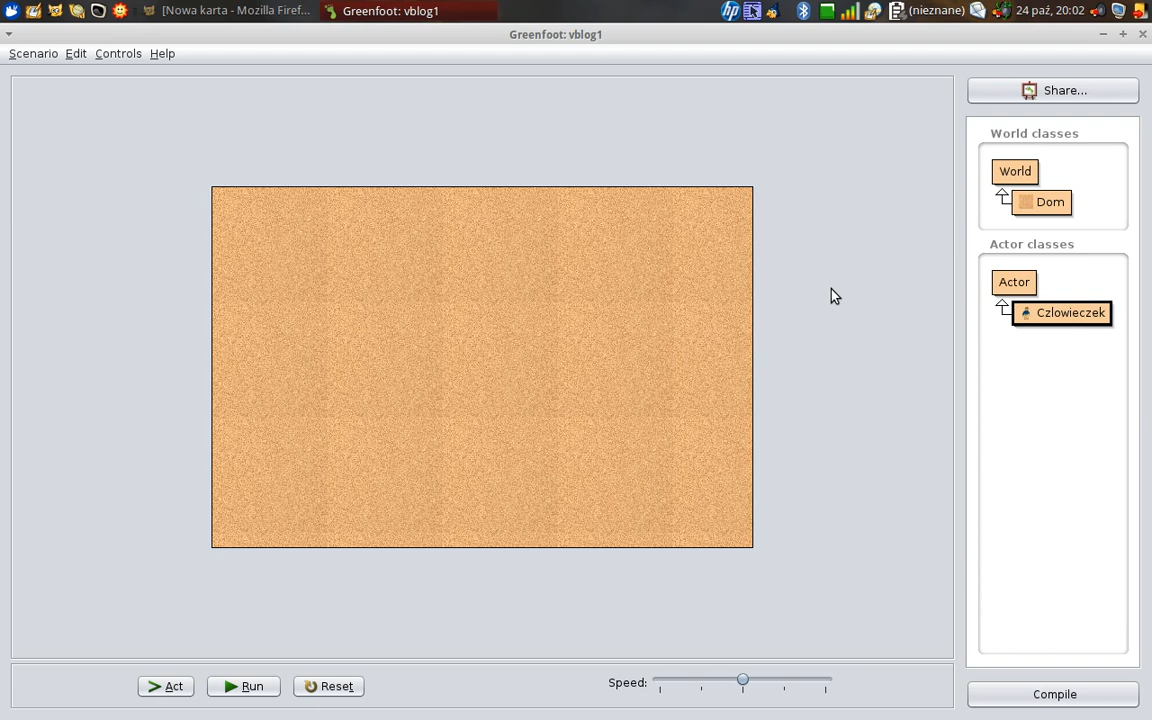 [Nowa karta - Mozilla Firef...
Greenfoot: vblog1
(nieznane)
24 paź, 20:02
Greenfoot: vblog1
Scenario Edit Controls Help
Share...
World classes
World
Dom
Actor classes
Actor
Czlowieczek
Act
Run
Reset
Speed:
Compile